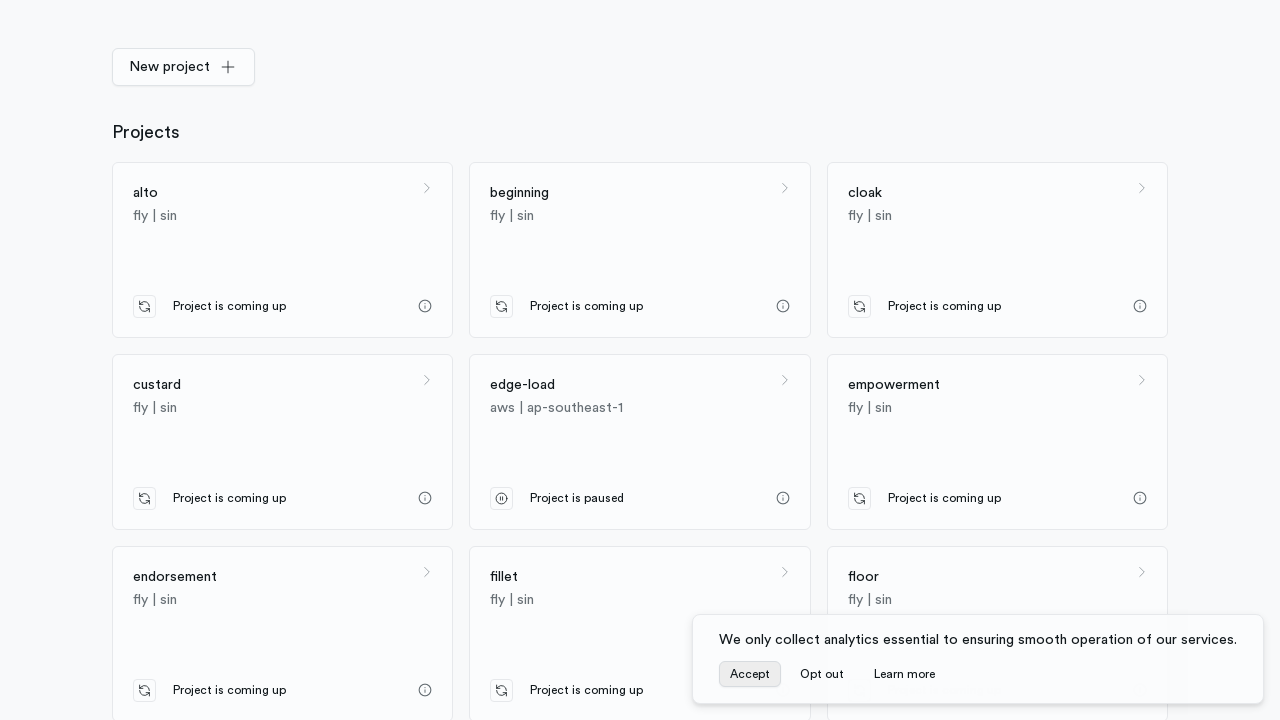 New project
Projects
alto
fly | sin
Project is coming up
beginning
fly | sin
Project is coming up
cloak
fly | sin
Project is coming up
custard
fly | sin
Project is coming up
edge-load
aws | ap-southeast-1
Project is paused
empowerment
fly | sin
Project is coming up
endorsement
fly | sin
Project is coming up
fillet
fly | sin
Project is coming up
floor
fly | sin
We only collect analytics essential to ensuring smooth operation of our services.
Accept
Opt out
Learn more